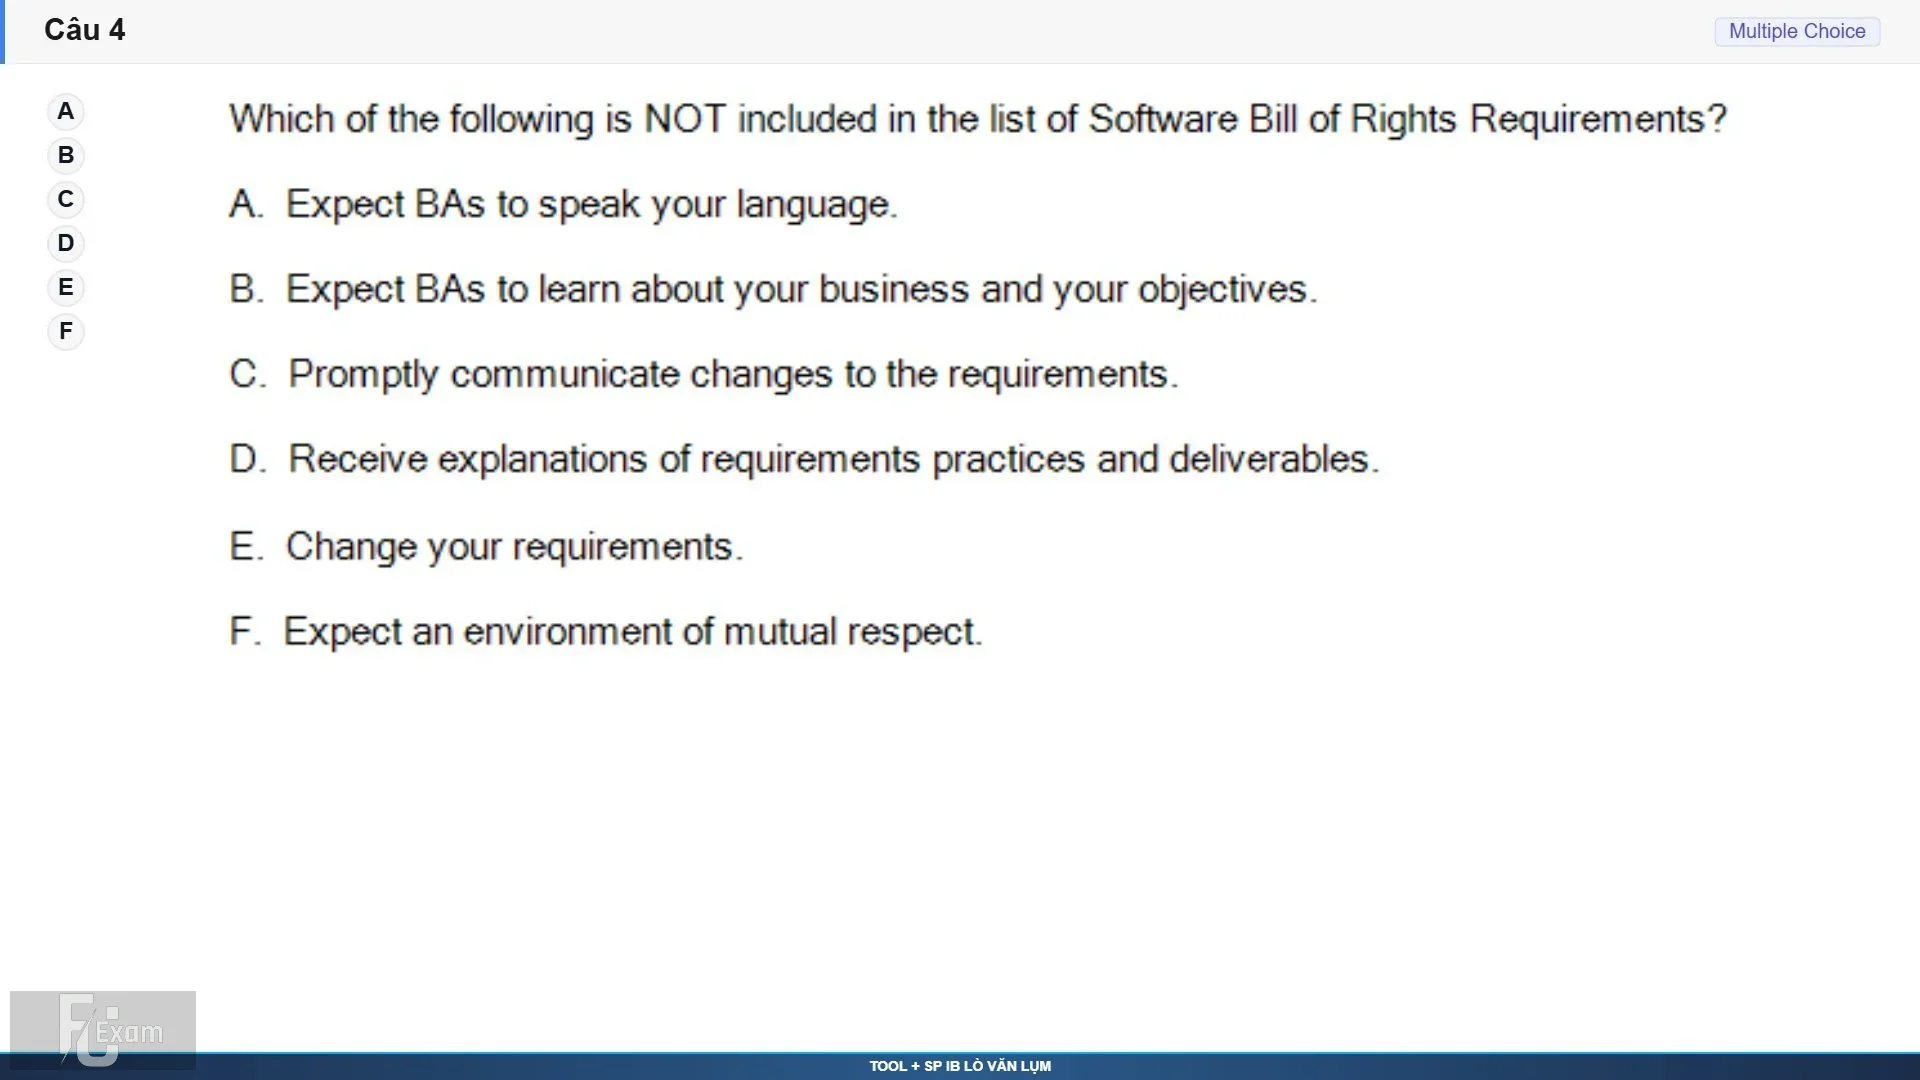 Câu 4
Multiple Choice
A
B
C
D
E
F
Which of the following is NOT included in the list of Software Bill of Rights Requirements?
A. Expect BAs to speak your language.
B. Expect BAs to learn about your business and your objectives.
C. Promptly communicate changes to the requirements.
D. Receive explanations of requirements practices and deliverables.
E. Change your requirements.
F. Expect an environment of mutual respect.
FU Exam
TOOL + SP IB LÒ VĂN LỤM